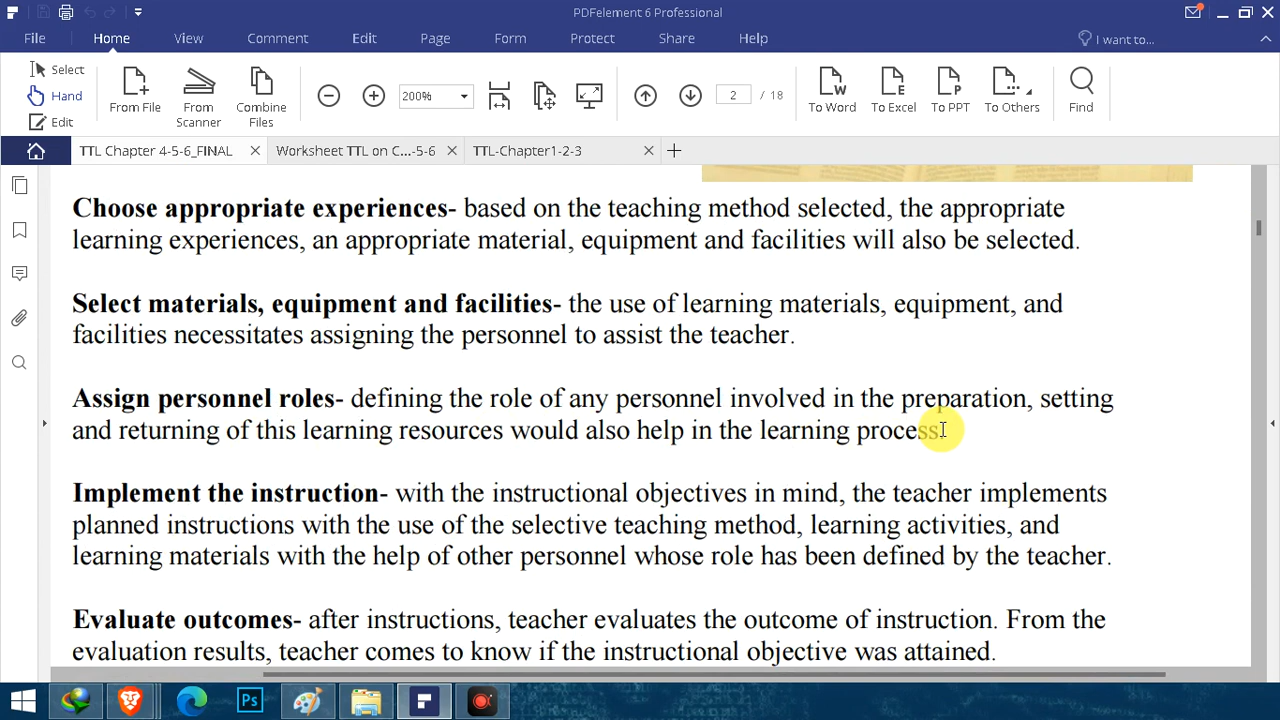 PDFelement 6 Professional
File Home View Comment Edit Page Form Protect Share Help I want to...
Select
Hand
Edit
From File
From Scanner
Combine Files
200%
2 / 18
To Word
To Excel
To PPT
To Others
Find
TTL Chapter 4-5-6_FINAL Worksheet TTL on C...-5-6 TTL-Chapter1-2-3
Choose appropriate experiences- based on the teaching method selected, the appropriate
learning experiences, an appropriate material, equipment and facilities will also be selected.
Select materials, equipment and facilities- the use of learning materials, equipment, and
facilities necessitates assigning the personnel to assist the teacher.
Assign personnel roles- defining the role of any personnel involved in the preparation, setting
and returning of this learning resources would also help in the learning process.
Implement the instruction- with the instructional objectives in mind, the teacher implements
planned instructions with the use of the selective teaching method, learning activities, and
learning materials with the help of other personnel whose role has been defined by the teacher.
Evaluate outcomes- after instructions, teacher evaluates the outcome of instruction. From the
evaluation results, teacher comes to know if the instructional objective was attained.
Ps